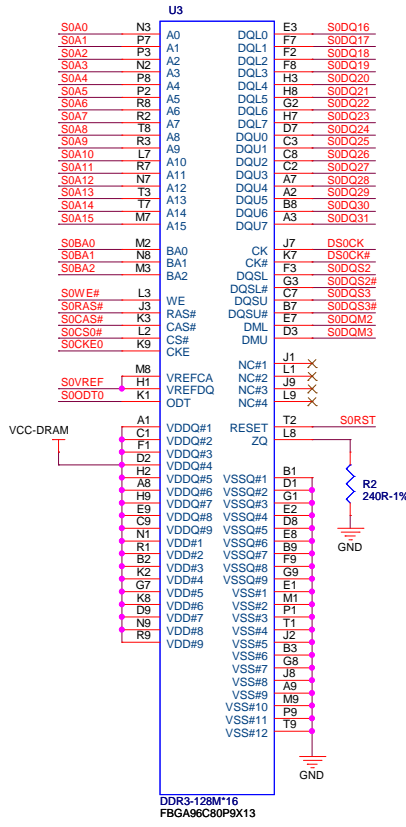 U3
S0A0 N3 A0 DQL0 E3 S0DQ16
S0A1 P7 A1 DQL1 F7 S0DQ17
S0A2 P3 A2 DQL2 F2 S0DQ18
S0A3 N2 A3 DQL3 F8 S0DQ19
S0A4 P8 A4 DQL4 H3 S0DQ20
S0A5 P2 A5 DQL5 H8 S0DQ21
S0A6 R8 A6 DQL6 G2 S0DQ22
S0A7 R2 A7 DQL7 H7 S0DQ23
S0A8 T8 A8 DQU0 D7 S0DQ24
S0A9 R3 A9 DQU1 C3 S0DQ25
S0A10 L7 A10 DQU2 C8 S0DQ26
S0A11 R7 A11 DQU3 C2 S0DQ27
S0A12 N7 A12 DQU4 A7 S0DQ28
S0A13 T3 A13 DQU5 A2 S0DQ29
S0A14 T7 A14 DQU6 B8 S0DQ30
S0A15 M7 A15 DQU7 A3 S0DQ31
S0BA0 M2 BA0 CK J7 DS0CK
S0BA1 N8 BA1 CK# K7 DS0CK#
S0BA2 M3 BA2 DQSL F3 S0DQS2
DQSL# G3 S0DQS2#
S0WE# L3 WE DQSU C7 S0DQS3
S0RAS# J3 RAS# DQSU# B7 S0DQS3#
S0CAS# K3 CAS# DML E7 S0DQM2
S0CS0# L2 CS# DMU D3 S0DQM3
S0CKE0 K9 CKE
NC#1 J1
M8 VREFCA NC#2 L1
S0VREF H1 VREFDQ NC#3 J9
S0ODT0 K1 ODT NC#4 L9
A1 VDDQ#1 RESET T2 S0RST
VCC-DRAM C1 VDDQ#2 ZQ L8
F1 VDDQ#3
D2 VDDQ#4
H2 VDDQ#5 VSSQ#1 B1
A8 VDDQ#6 VSSQ#2 D1
H9 VDDQ#7 VSSQ#3 G1
E9 VDDQ#8 VSSQ#4 E2
C9 VDDQ#9 VSSQ#5 D8
N1 VDD#1 VSSQ#6 E8
R1 VDD#2 VSSQ#7 B9
B2 VDD#3 VSSQ#8 F9
K2 VDD#4 VSSQ#9 G9
G7 VDD#5 VSS#1 E1
K8 VDD#6 VSS#2 M1
D9 VDD#7 VSS#3 P1
N9 VDD#8 VSS#4 T1
R9 VDD#9 VSS#5 J2
VSS#6 B3
VSS#7 G8
VSS#8 J8
VSS#9 A9
VSS#10 M9
VSS#11 P9
VSS#12 T9
R2
240R-1%
GND
GND
DDR3-128M*16
FBGA96C80P9X13